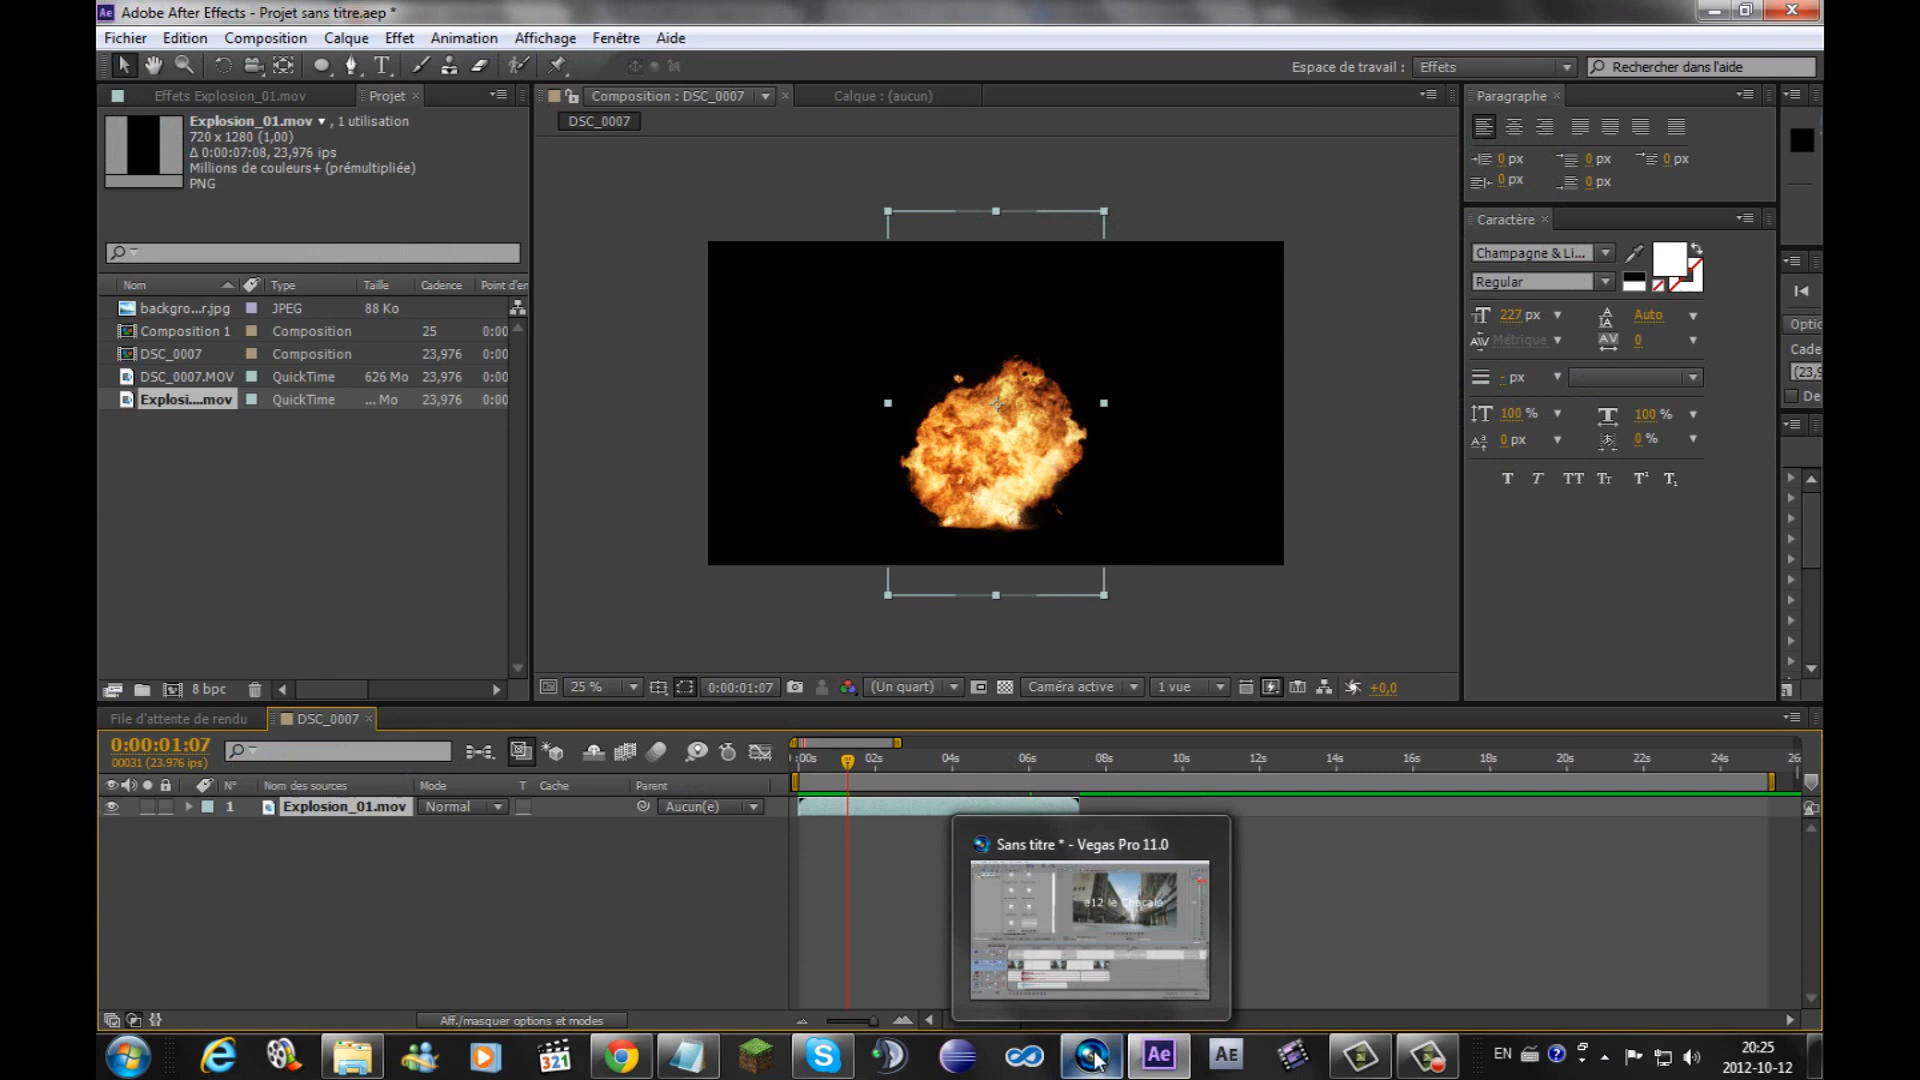 Adobe After Effects - Projet sans titre.aep *
Fichier Edition Composition Calque Effet Animation Affichage Fenêtre Aide
Espace de travail : Effets Rechercher dans l'aide
Effets Explosion_01.mov Projet
Composition : DSC_0007 Calque : (aucun)
Paragraphe
Explosion_01.mov , 1 utilisation
DSC_0007
720 x 1280 (1,00)
Δ 0:00:07:08, 23,976 ips
0 px 0 px 0 px
Millions de couleurs+ (prémultipliée)
0 px 0 px
PNG
Caractère
Champagne & Li...
Regular
Nom Type Taille Cadence Point d'en
backgro...r.jpg JPEG 88 Ko
227 px Auto
Optio
Composition 1 Composition 25 0:00
Métrique 0
Cade
DSC_0007 Composition 23,976 0:00
DSC_0007.MOV QuickTime 626 Mo 23,976 0:00
- px
(23,9
Explosi....mov QuickTime ... Mo 23,976 0:00
De
100 % 100 %
0 px 0 %
T T TT Tt T¹ T₁
8 bpc
25 % 0:00:01:07 (Un quart) Caméra active 1 vue +0,0
File d'attente de rendu DSC_0007
0:00:01:07
00031 (23.976 ips)
:00s 02s 04s 06s 08s 10s 12s 14s 16s 18s 20s 22s 24s 26
N° Nom des sources Mode T Cache Parent
1 Explosion_01.mov Normal Aucun(e)
Sans titre * - Vegas Pro 11.0
e12 le Chacala
Aff./masquer options et modes
321
Ae
AE
EN
20:25
2012-10-12